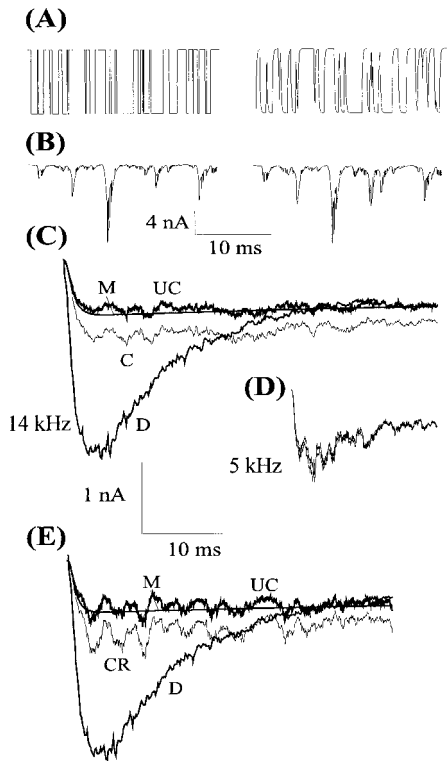 (A)
(B)
4 nA
10 ms
(C)
M UC
C
D
14 kHz
(D)
5 kHz
1 nA
10 ms
(E)
M UC
CR
D